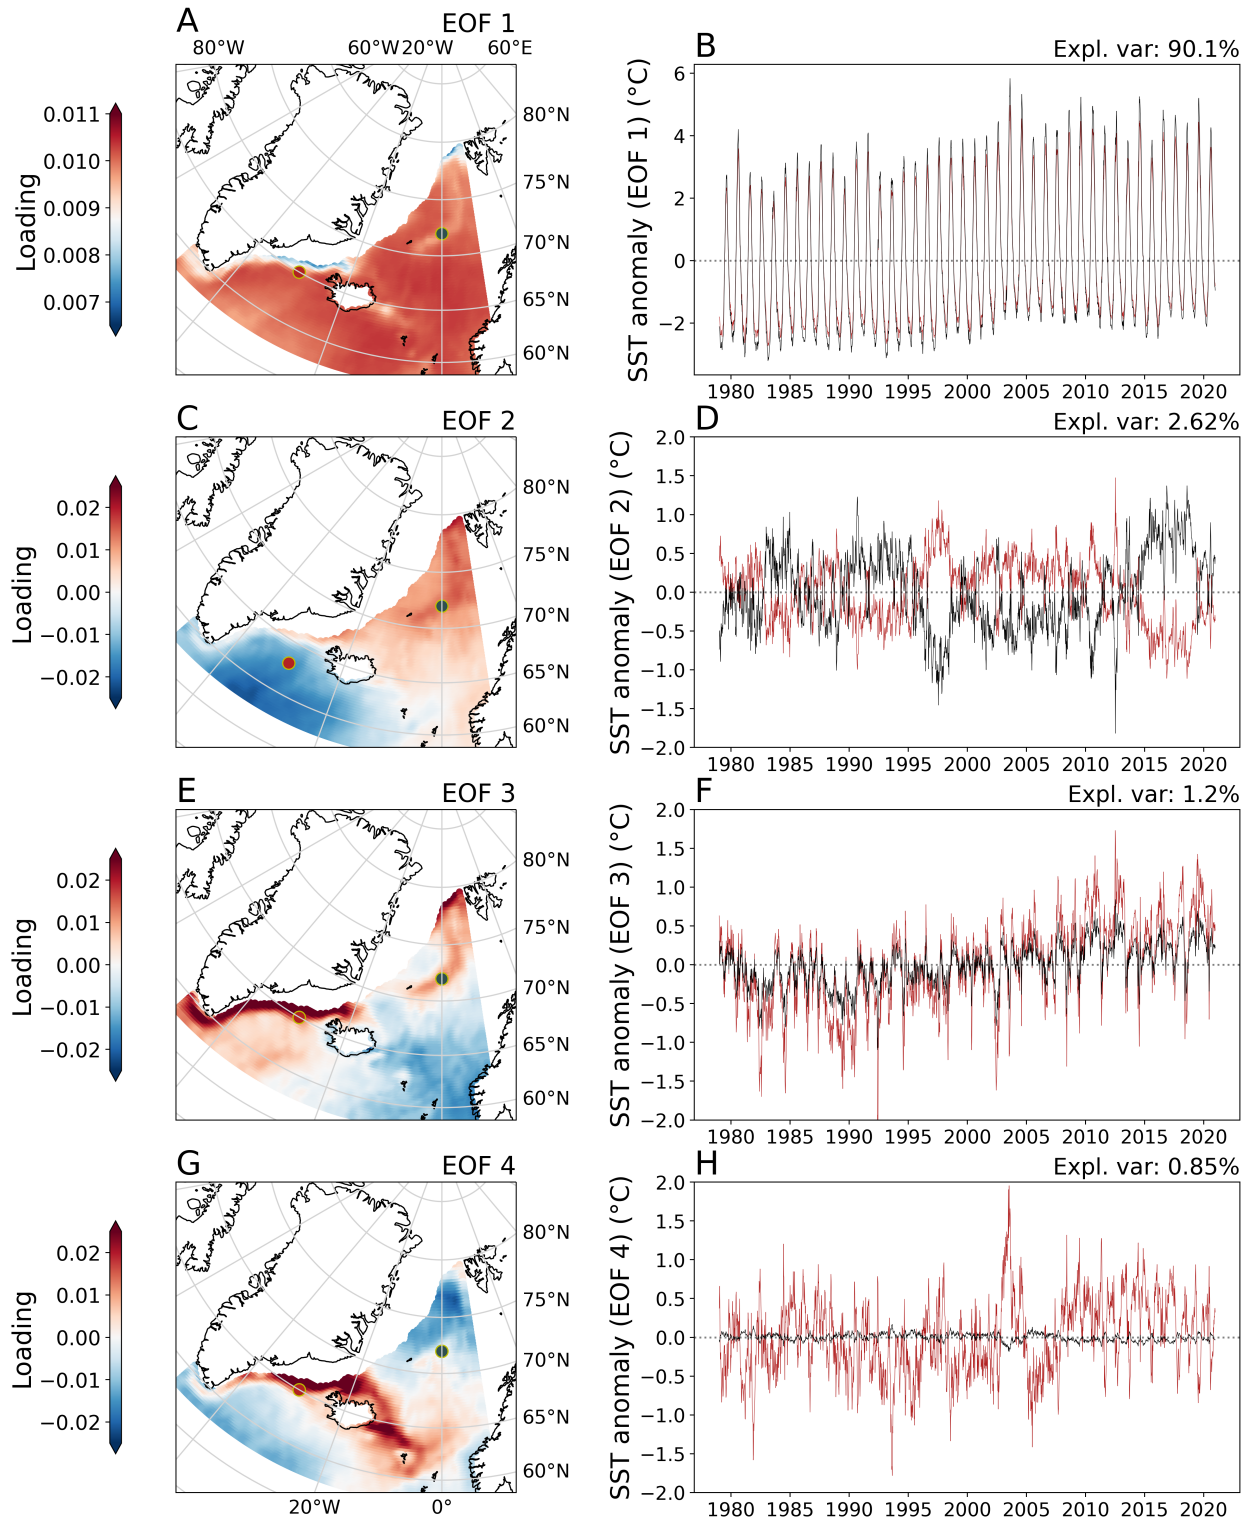 A
EOF 1
80°W
60°W
20°W
60°E
80°N
75°N
70°N
65°N
60°N
0.011
0.010
0.009
0.008
0.007
Loading
B
Expl. var: 90.1%
SST anomaly (EOF 1) (°C)
6
4
2
0
−2
1980 1985 1990 1995 2000 2005 2010 2015 2020
C
EOF 2
80°N
75°N
70°N
65°N
60°N
0.02
0.01
0.00
−0.01
−0.02
Loading
D
Expl. var: 2.62%
SST anomaly (EOF 2) (°C)
2.0
1.5
1.0
0.5
0.0
−0.5
−1.0
−1.5
−2.0
1980 1985 1990 1995 2000 2005 2010 2015 2020
E
EOF 3
80°N
75°N
70°N
65°N
60°N
0.02
0.01
0.00
−0.01
−0.02
Loading
F
Expl. var: 1.2%
SST anomaly (EOF 3) (°C)
2.0
1.5
1.0
0.5
0.0
−0.5
−1.0
−1.5
−2.0
1980 1985 1990 1995 2000 2005 2010 2015 2020
G
EOF 4
80°N
75°N
70°N
65°N
60°N
20°W
0°
0.02
0.01
0.00
−0.01
−0.02
Loading
H
Expl. var: 0.85%
SST anomaly (EOF 4) (°C)
2.0
1.5
1.0
0.5
0.0
−0.5
−1.0
−1.5
−2.0
1980 1985 1990 1995 2000 2005 2010 2015 2020